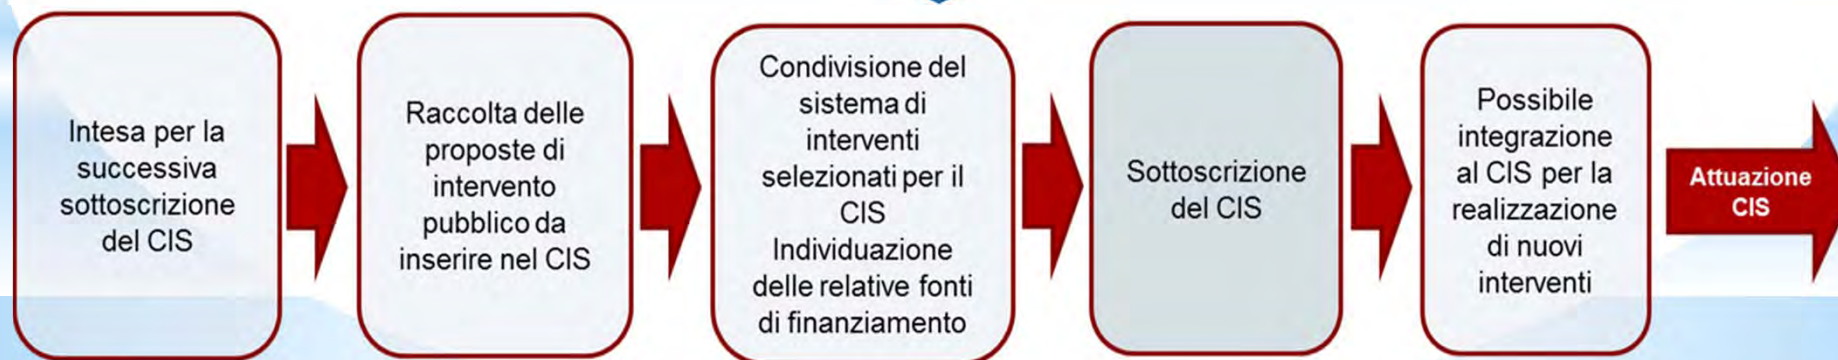 Intesa per la
successiva
sottoscrizione
del CIS
Raccolta delle
proposte di
intervento
pubblico da
inserire nel CIS
Condivisione del
sistema di
interventi
selezionati per il
CIS
Individuazione
delle relative fonti
di finanziamento
Sottoscrizione
del CIS
Possibile
integrazione
al CIS per la
realizzazione
di nuovi
interventi
Attuazione
CIS